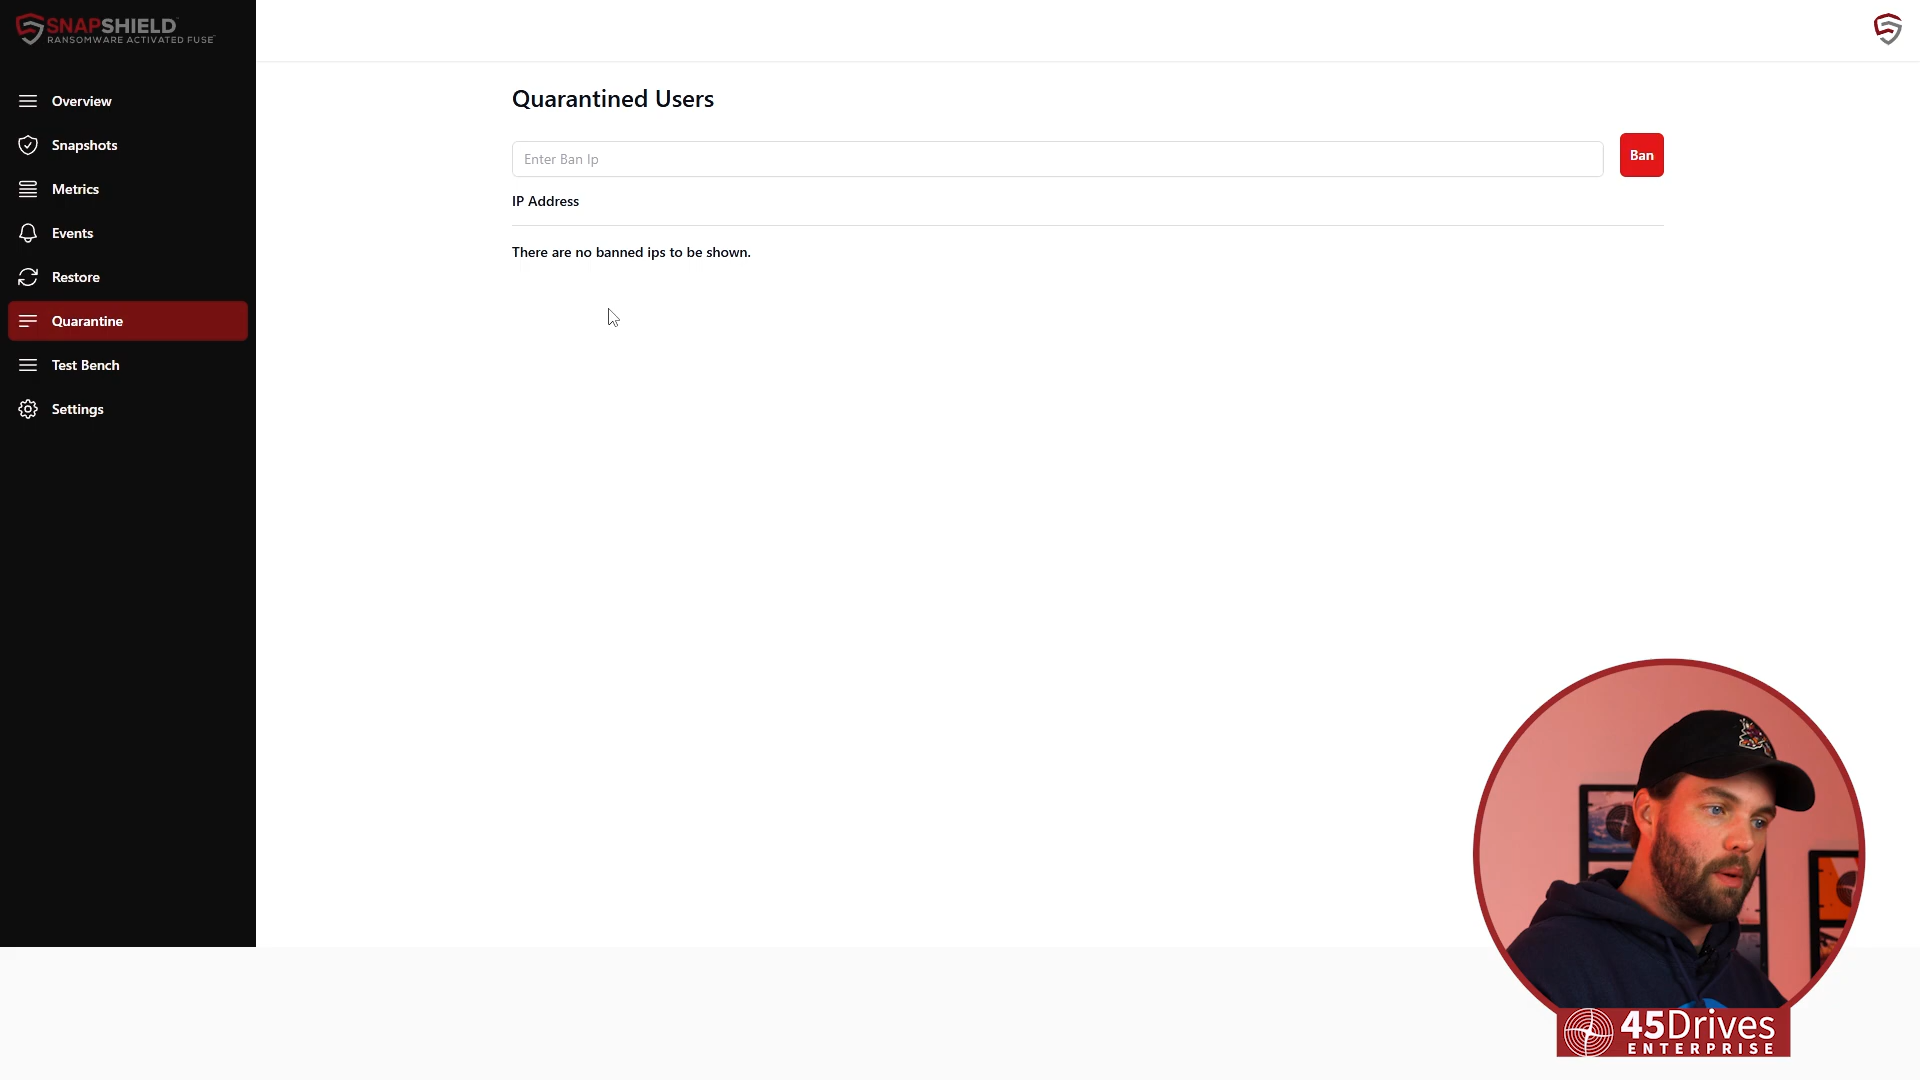 SNAPSHIELD
RANSOMWARE ACTIVATED FUSE
Overview
Snapshots
Metrics
Events
Restore
Quarantine
Test Bench
Settings
Quarantined Users
Enter Ban Ip
Ban
IP Address
There are no banned ips to be shown.
45Drives
ENTERPRISE